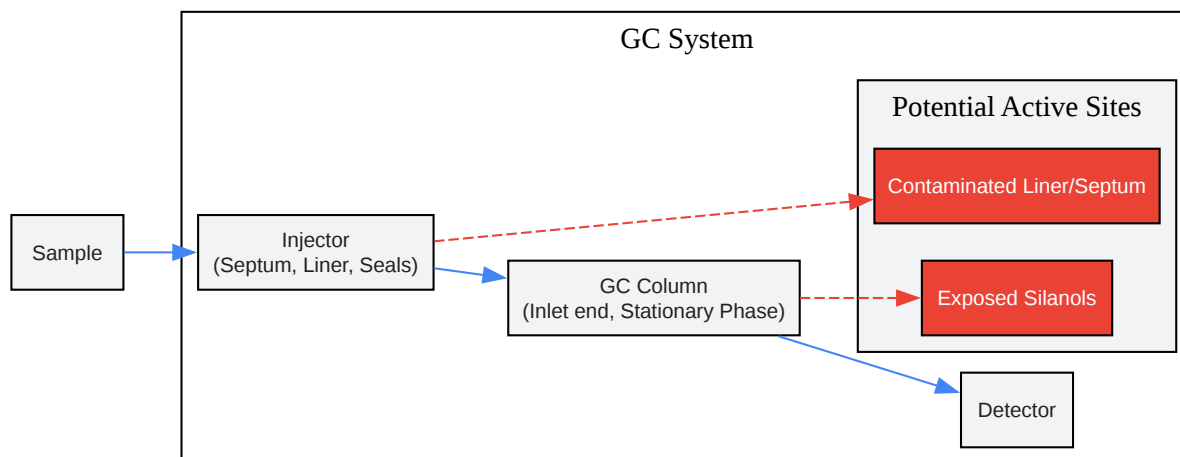 GC System
Potential Active Sites
Contaminated Liner/Septum
Sample
Injector
(Septum, Liner, Seals)
GC Column
(Inlet end, Stationary Phase)
Exposed Silanols
Detector